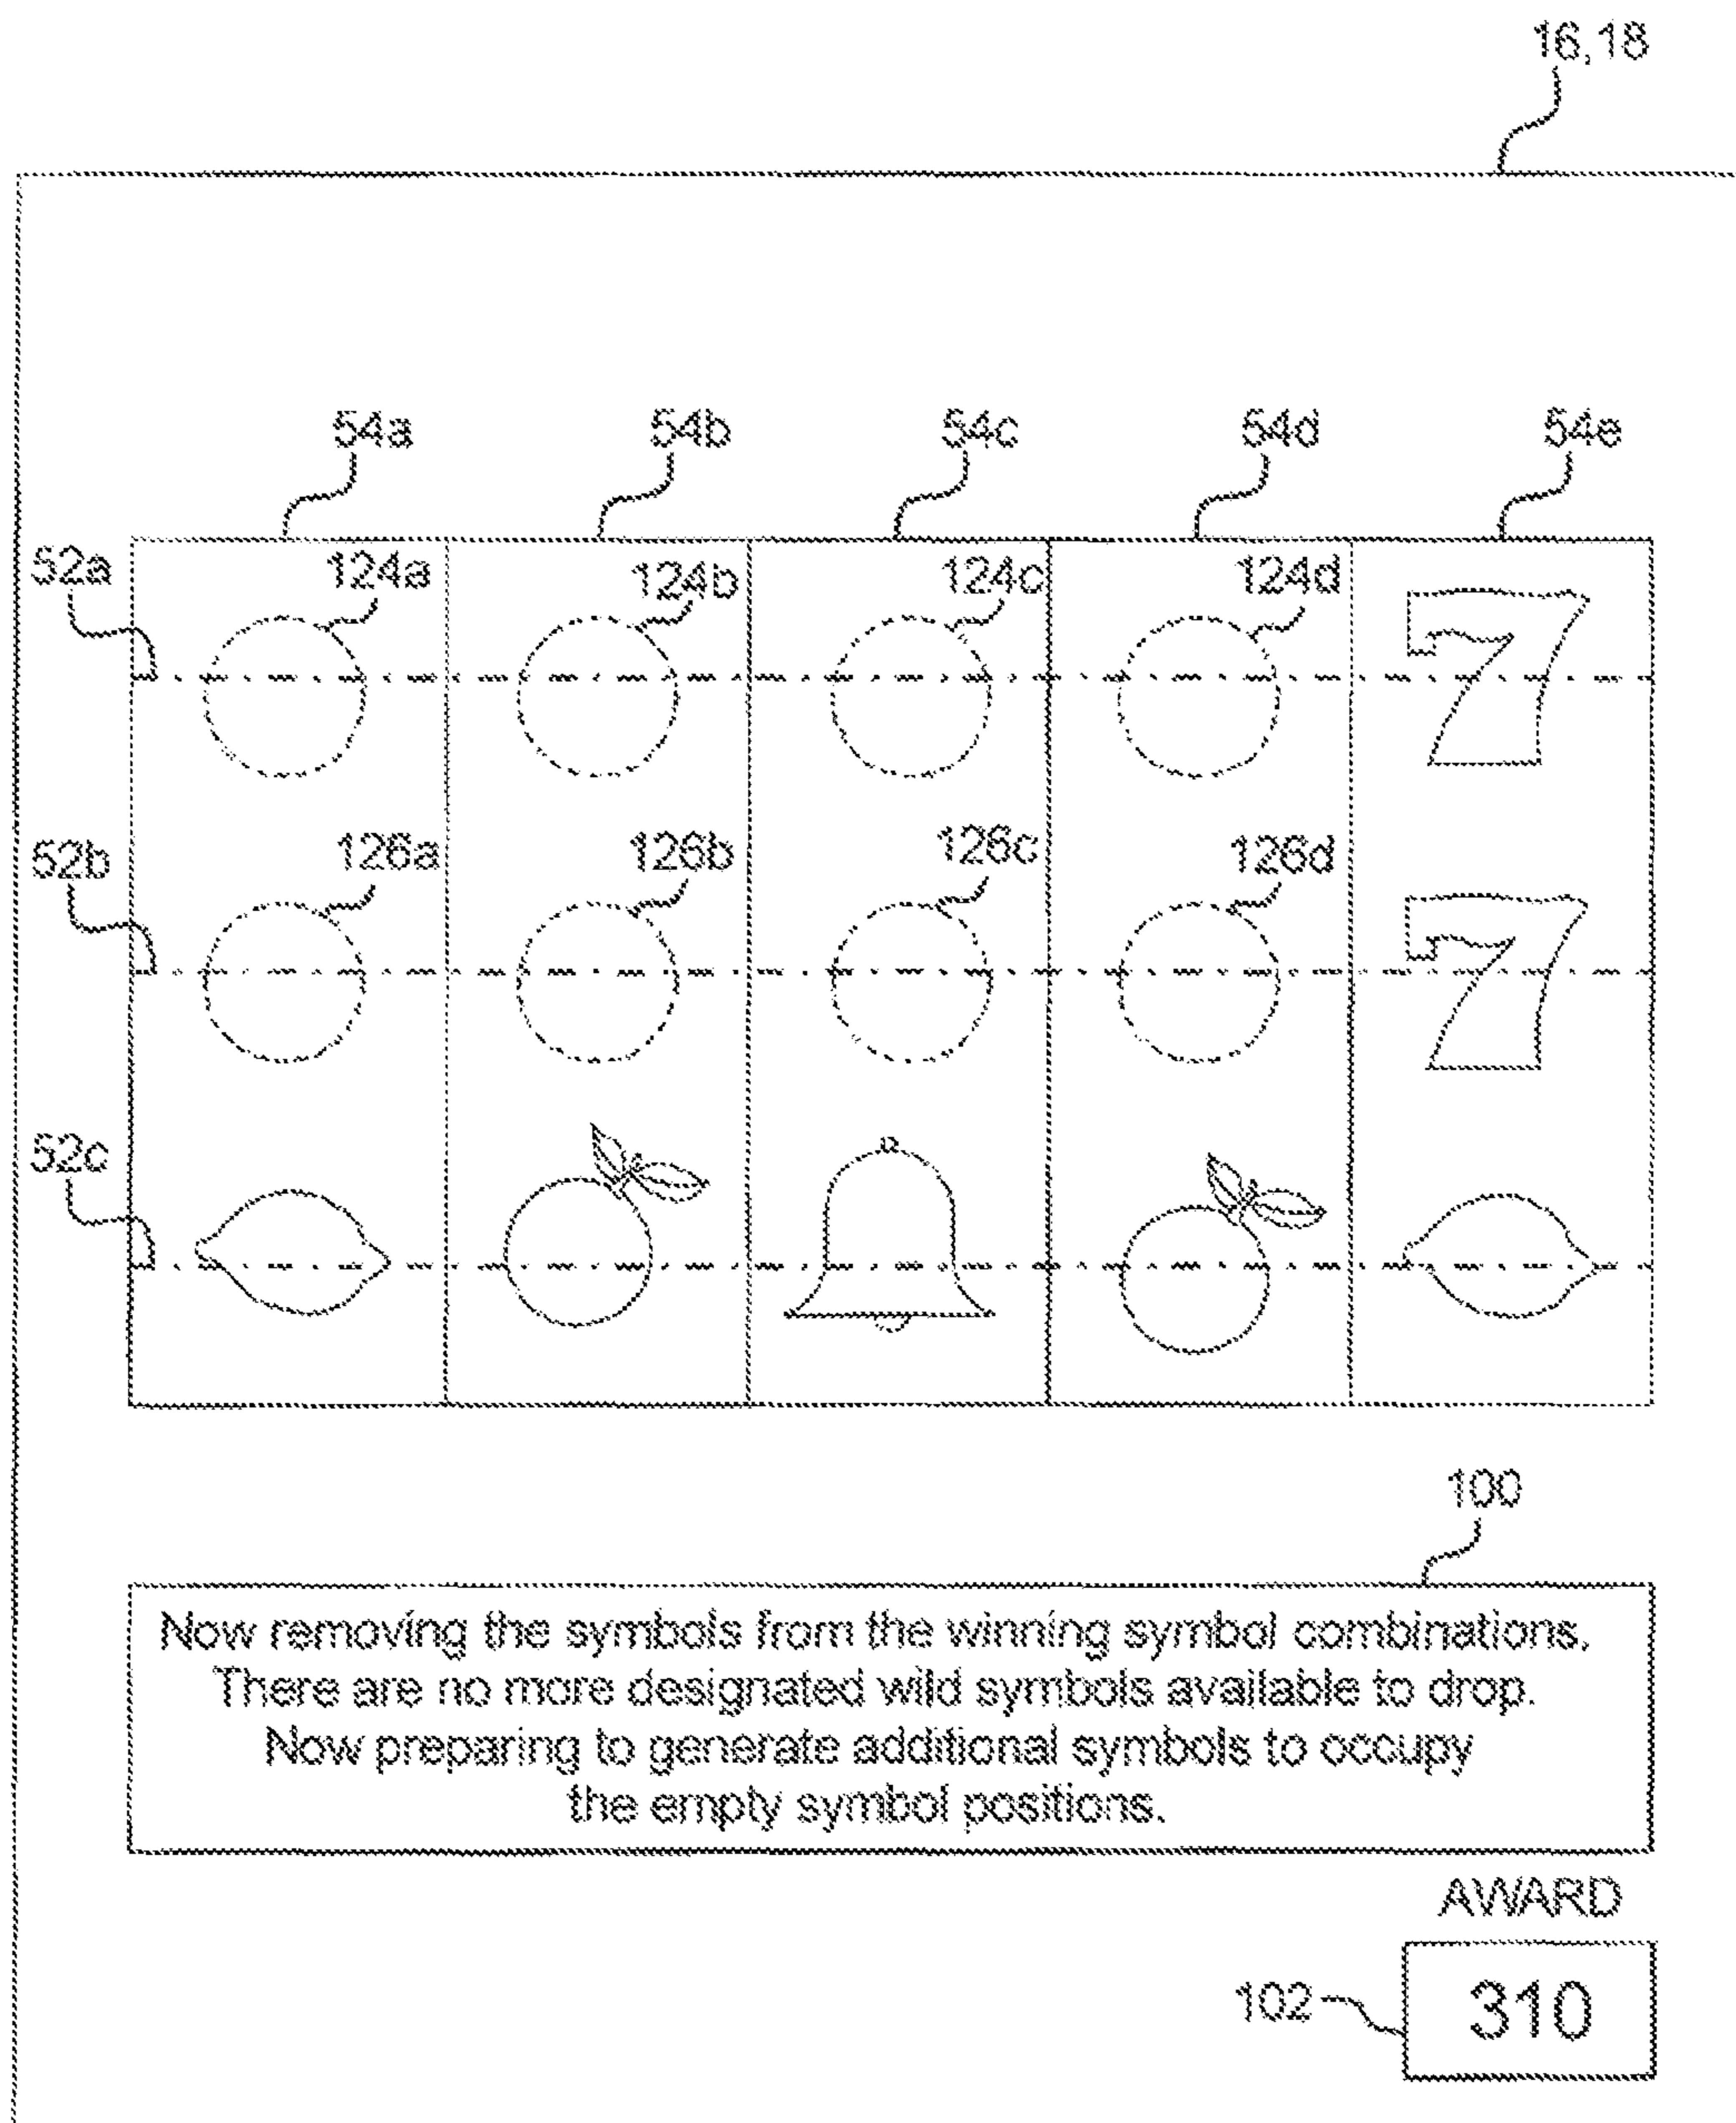 16,18
54a 54b 54c 54d 54e
52a 124a 124b 124c 124d 7
52b 126a 126b 126c 126d 7
52c
100
Now removing the symbols from the winning symbol combinations.
There are no more designated wild symbols available to drop.
Now preparing to generate additional symbols to occupy
the empty symbol positions.
AWARD
102 310